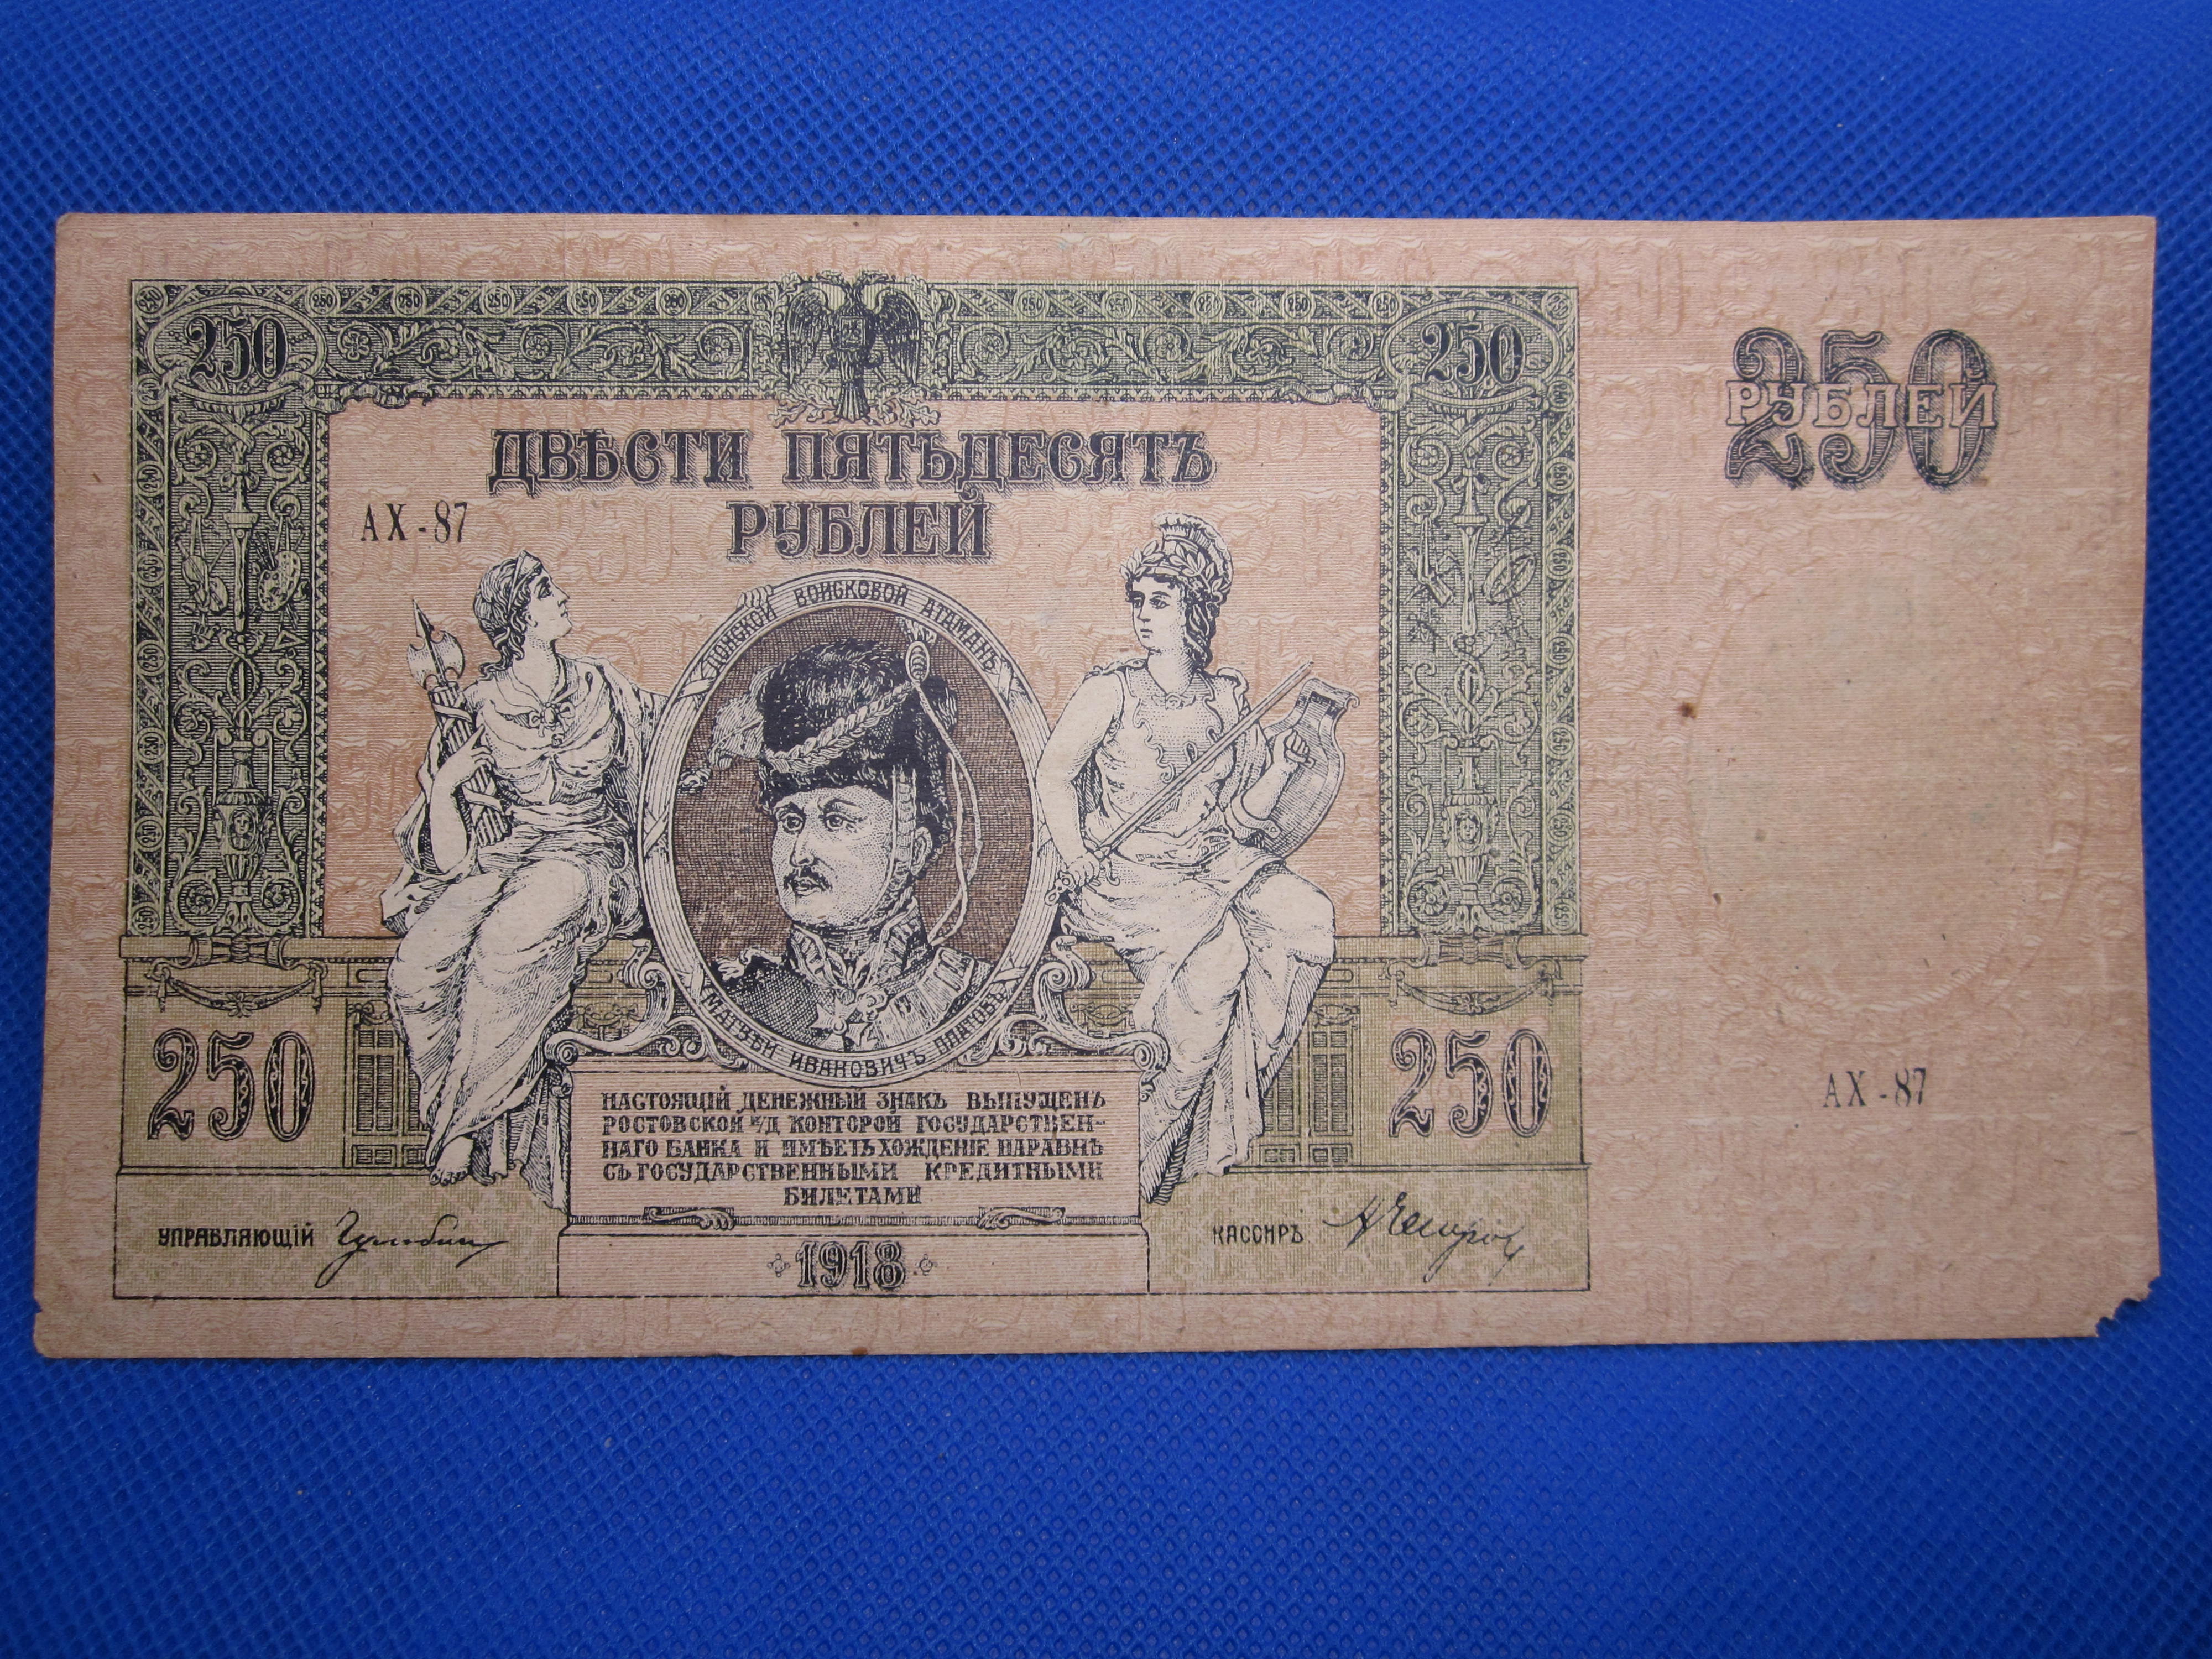 250
250
250
РУБЛЕЙ
ДВѢСТИ ПЯТЬДЕСЯТЪ
РУБЛЕЙ
АХ-87
ДОНСКОЙ ВОЙСКОВОЙ АТАМАНЪ
МАТВѢЙ ИВАНОВИЧЪ ПЛАТОВЪ
250
250
АХ-87
НАСТОЯЩІЙ ДЕНЕЖНЫЙ ЗНАКЪ ВЫПУЩЕНЪ
РОСТОВСКОЙ н/Д КОНТОРОЙ ГОСУДАРСТВЕН-
НАГО БАНКА И ИМѢЕТЬ ХОЖДЕНІЕ НАРАВНѢ
СЪ ГОСУДАРСТВЕННЫМИ КРЕДИТНЫМИ
БИЛЕТАМИ
УПРАВЛЯЮЩІЙ
КАССИРЪ
1918